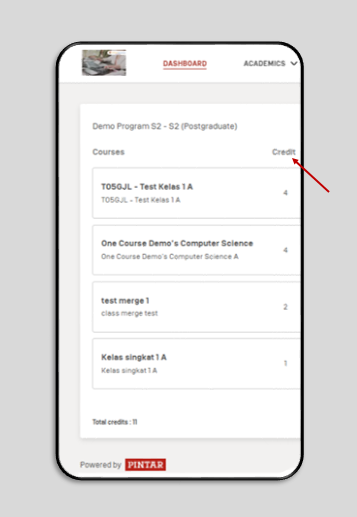 DASHBOARD ACADEMICS
Demo Program S2 - S2 (Postgraduate)
Courses Credit
T05GJL - Test Kelas 1 A 4
T05GJL - Test Kelas 1 A
One Course Demo's Computer Science 4
One Course Demo's Computer Science A
test merge 1 2
class merge test
Kelas singkat 1 A 1
Kelas singkat 1 A
Total credits : 11
Powered by PINTAR